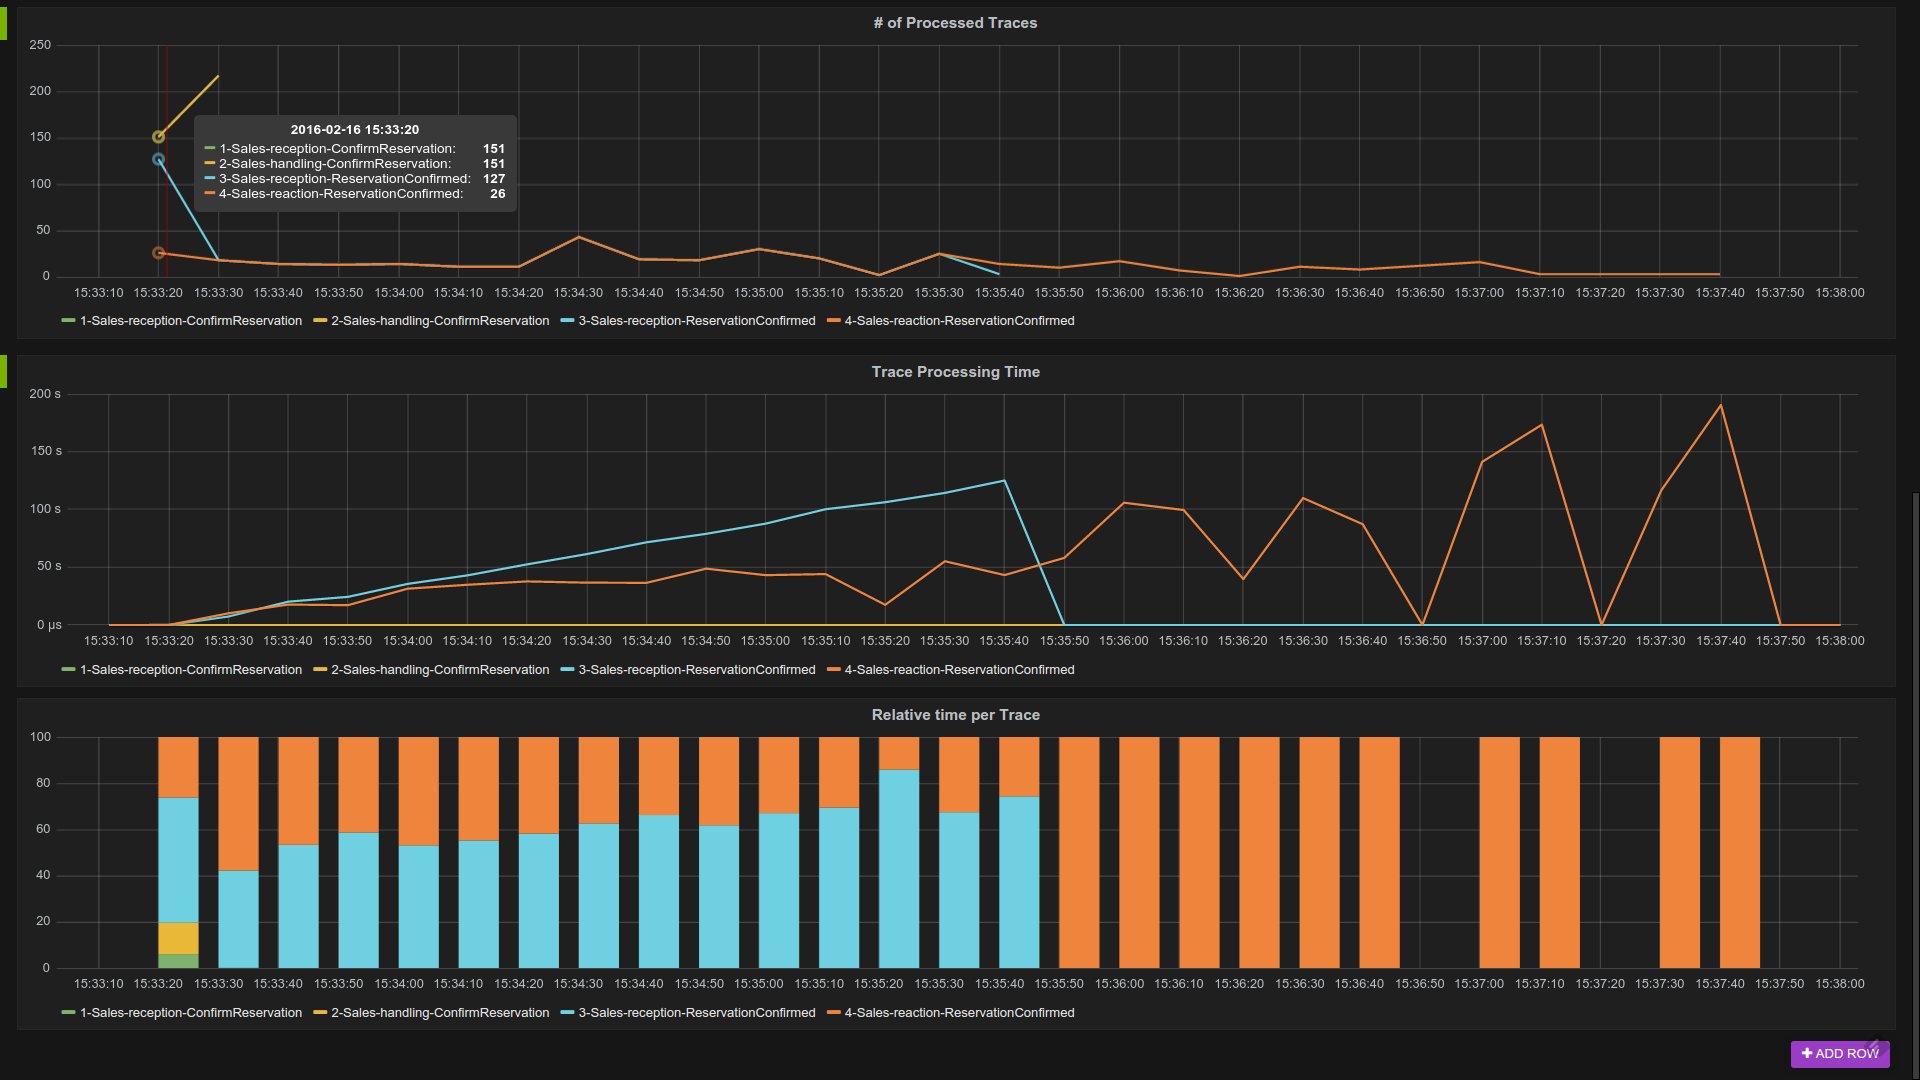 # of Processed Traces
250
200
150
100
50
0
2016-02-16 15:33:20
1-Sales-reception-ConfirmReservation: 151
2-Sales-handling-ConfirmReservation: 151
3-Sales-reception-ReservationConfirmed: 127
4-Sales-reaction-ReservationConfirmed: 26
15:33:10 15:33:20 15:33:30 15:33:40 15:33:50 15:34:00 15:34:10 15:34:20 15:34:30 15:34:40 15:34:50 15:35:00 15:35:10 15:35:20 15:35:30 15:35:40 15:35:50 15:36:00 15:36:10 15:36:20 15:36:30 15:36:40 15:36:50 15:37:00 15:37:10 15:37:20 15:37:30 15:37:40 15:37:50 15:38:00
1-Sales-reception-ConfirmReservation 2-Sales-handling-ConfirmReservation 3-Sales-reception-ReservationConfirmed 4-Sales-reaction-ReservationConfirmed
Trace Processing Time
200 s
150 s
100 s
50 s
0 µs
15:33:10 15:33:20 15:33:30 15:33:40 15:33:50 15:34:00 15:34:10 15:34:20 15:34:30 15:34:40 15:34:50 15:35:00 15:35:10 15:35:20 15:35:30 15:35:40 15:35:50 15:36:00 15:36:10 15:36:20 15:36:30 15:36:40 15:36:50 15:37:00 15:37:10 15:37:20 15:37:30 15:37:40 15:37:50 15:38:00
1-Sales-reception-ConfirmReservation 2-Sales-handling-ConfirmReservation 3-Sales-reception-ReservationConfirmed 4-Sales-reaction-ReservationConfirmed
Relative time per Trace
100
80
60
40
20
0
15:33:10 15:33:20 15:33:30 15:33:40 15:33:50 15:34:00 15:34:10 15:34:20 15:34:30 15:34:40 15:34:50 15:35:00 15:35:10 15:35:20 15:35:30 15:35:40 15:35:50 15:36:00 15:36:10 15:36:20 15:36:30 15:36:40 15:36:50 15:37:00 15:37:10 15:37:20 15:37:30 15:37:40 15:37:50 15:38:00
1-Sales-reception-ConfirmReservation 2-Sales-handling-ConfirmReservation 3-Sales-reception-ReservationConfirmed 4-Sales-reaction-ReservationConfirmed
+ ADD ROW